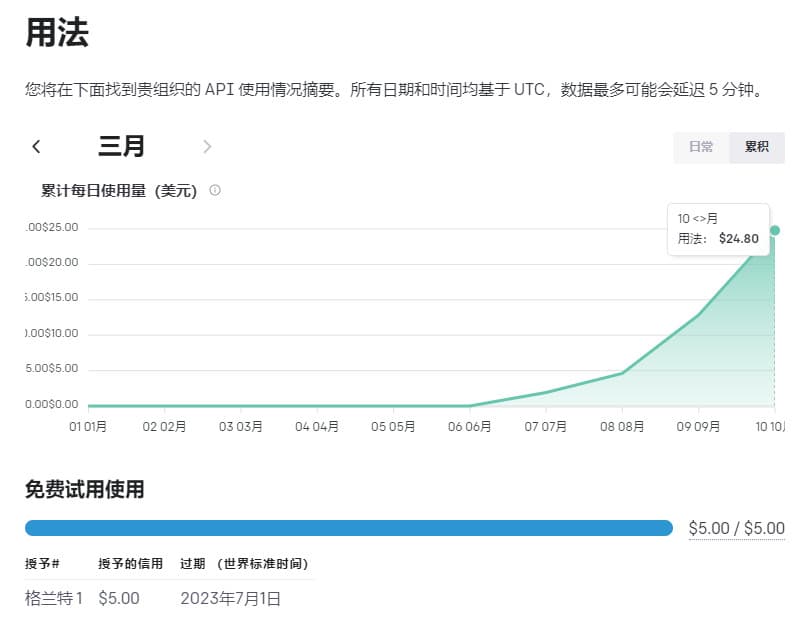 用法
您将在下面找到贵组织的 API 使用情况摘要。所有日期和时间均基于 UTC，数据最多可能会延迟 5 分钟。
三月
日常 累积
累计每日使用量（美元）
10 <>月
用法： $24.80
.00$25.00
.00$20.00
5.00$15.00
0.00$10.00
5.00$5.00
0.00$0.00
01 01月 02 02月 03 03月 04 04月 05 05月 06 06月 07 07月 08 08月 09 09月 10 10月
免费试用使用
$5.00 / $5.00
授予# 授予的信用 过期 （世界标准时间）
格兰特 1 $5.00 2023年7月1日